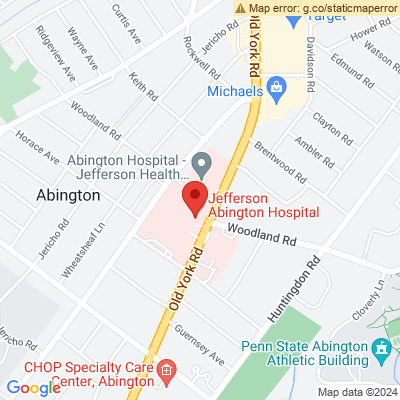 Map error: g.co/staticmaperror
Curtis Ave
Wayne Ave
Ridgeview Ave
Jericho Rd
Rockwell Rd
Keith Rd
Woodland Rd
Horace Ave
Old York Rd
Target
Davidson Rd
Hower Rd
Watson Rd
Edmund Rd
Michaels
Clayton Rd
Ambler Rd
Brentwood Rd
Abington Hospital -
Jefferson Health...
Abington
Jefferson
Abington Hospital
Woodland Rd
Jericho Rd
Wheatsheaf Ln
Old York Rd
Huntingdon Rd
Cloverly Ln
Jericho Rd
Guernsey Ave
Penn State Abington
Athletic Building
CHOP Specialty Care
Center, Abington
Google
Map data ©2024